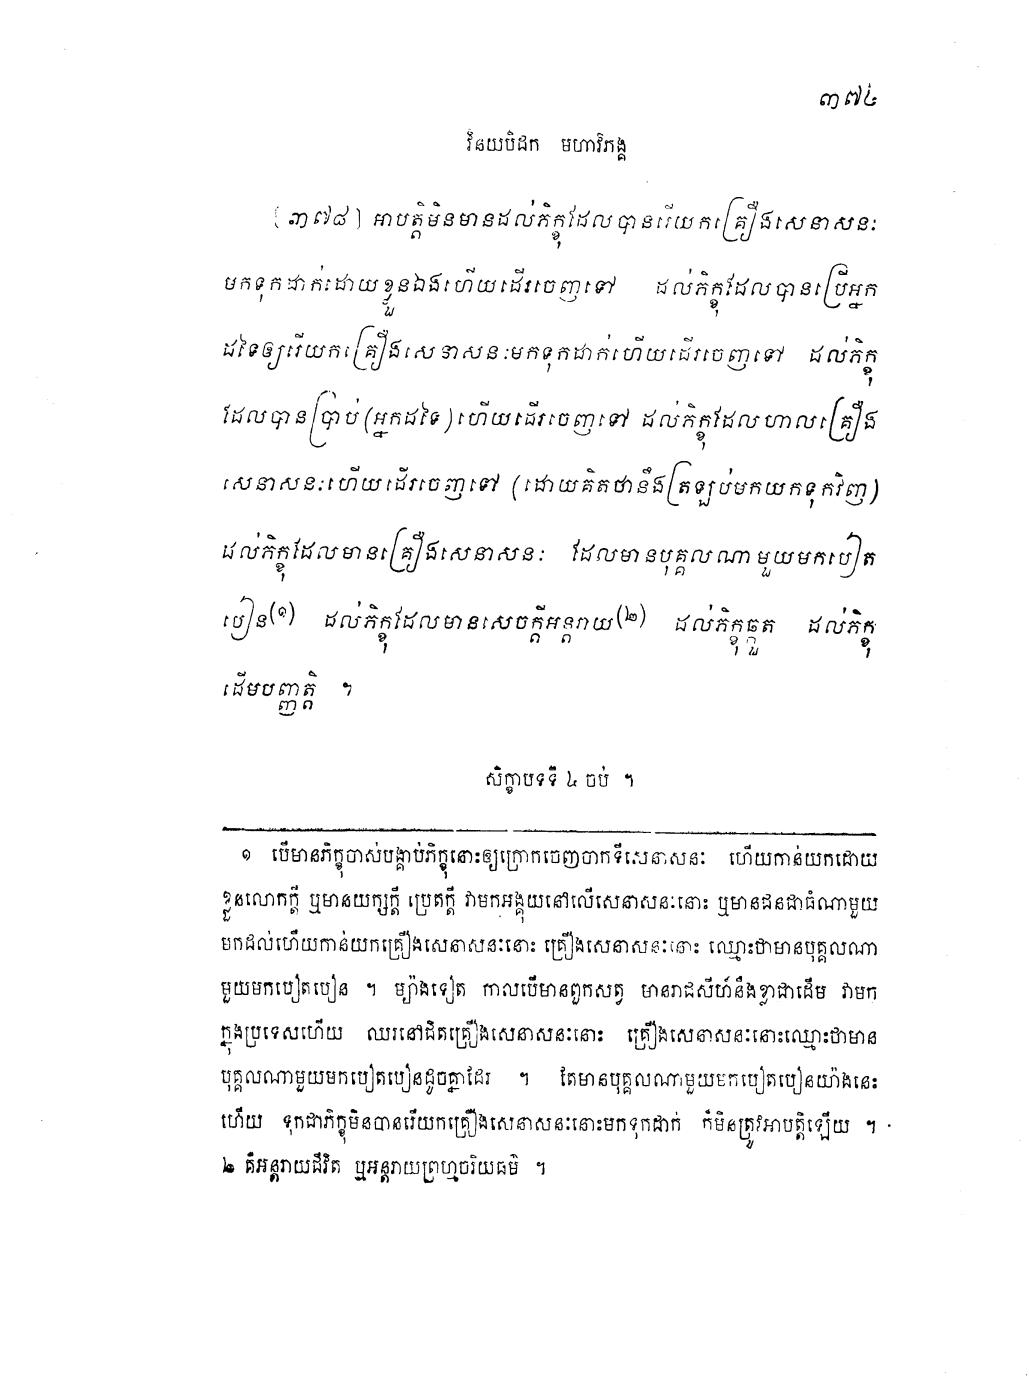 ៣៧៤
វិនយបិដក មហាវិភង្គ
[៣៧៨] អាបត្តិមិនមានដល់ភិក្ខុដែលបានរើយកគ្រឿងសេនាសនៈ
មកទុកដាក់ដោយខ្លួនឯងហើយដើរចេញទៅ ដល់ភិក្ខុដែលបានប្រើអ្នក
ដទៃឲ្យរើយកគ្រឿងសេនាសនៈមកទុកដាក់ហើយដើរចេញទៅ ដល់ភិក្ខុ
ដែលបានប្រាប់(អ្នកដទៃ)ហើយដើរចេញទៅ ដល់ភិក្ខុដែលហាលគ្រឿង
សេនាសនៈហើយដើរចេញទៅ (ដោយគិតថានឹងត្រឡប់មកយកទុកវិញ)
ដល់ភិក្ខុដែលមានគ្រឿងសេនាសនៈ ដែលមានបុគ្គលណាមួយមកបៀត
បៀន(១) ដល់ភិក្ខុដែលមានសេចក្តីអន្តរាយ(២) ដល់ភិក្ខុឆ្កួត ដល់ភិក្ខុ
ដើមបញ្ញត្តិ ។
សិក្ខាបទទី ៤ ចប់ ។
១ បើមានភិក្ខុចាស់បង្គាប់ភិក្ខុនោះឲ្យក្រោកចេញចាកទីសេនាសនៈ ហើយកាន់យកដោយ
ខ្លួនលោកក្តី ឬមានយក្សក្តី ប្រេតក្តី វាមកអង្គុយនៅលើសេនាសនៈនោះ ឬមានជនជាធំណាមួយ
មកដល់ហើយកាន់យកគ្រឿងសេនាសនៈនោះ គ្រឿងសេនាសនៈនោះ ឈ្មោះថាមានបុគ្គលណា
មួយមកបៀតបៀន ។ ម្យ៉ាងទៀត កាលបើមានពួកសត្វ មានរាជសីហ៍នឹងខ្លាជាដើម វាមក
ក្នុងប្រទេសហើយ ឈរនៅជិតគ្រឿងសេនាសនៈនោះ គ្រឿងសេនាសនៈនោះឈ្មោះថាមាន
បុគ្គលណាមួយមកបៀតបៀនដូចគ្នាដែរ ។ តែមានបុគ្គលណាមួយមកបៀតបៀនយ៉ាងនេះ
ហើយ ទុកជាភិក្ខុមិនបានរើយកគ្រឿងសេនាសនៈនោះមកទុកដាក់ ក៏មិនត្រូវអាបត្តិឡើយ ។
២ គឺអន្តរាយជីវិត ឬអន្តរាយព្រហ្មចរិយធម៌ ។